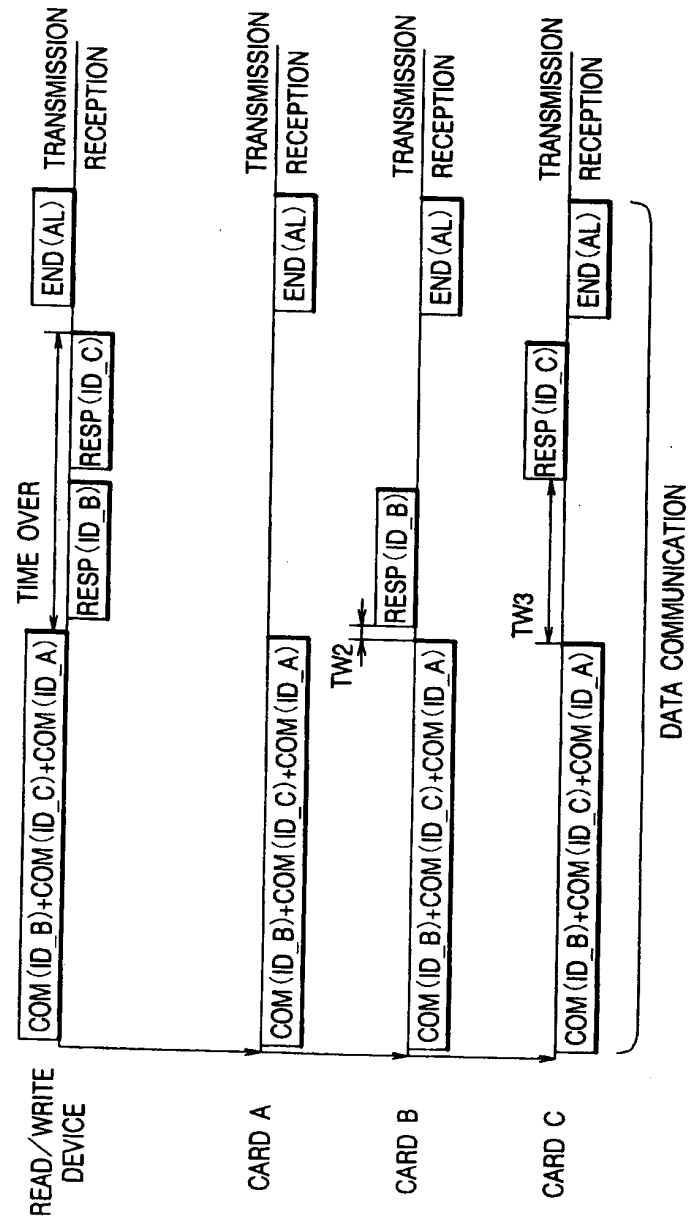 READ/WRITE
DEVICE
COM(ID_B)+COM(ID_C)+COM(ID_A)
TIME OVER
RESP(ID_B)
RESP(ID_C)
END(AL)
TRANSMISSION
RECEPTION
CARD A
COM(ID_B)+COM(ID_C)+COM(ID_A)
END(AL)
TRANSMISSION
RECEPTION
CARD B
COM(ID_B)+COM(ID_C)+COM(ID_A)
TW2
RESP(ID_B)
END(AL)
TRANSMISSION
RECEPTION
CARD C
COM(ID_B)+COM(ID_C)+COM(ID_A)
TW3
RESP(ID_C)
END(AL)
TRANSMISSION
RECEPTION
DATA COMMUNICATION